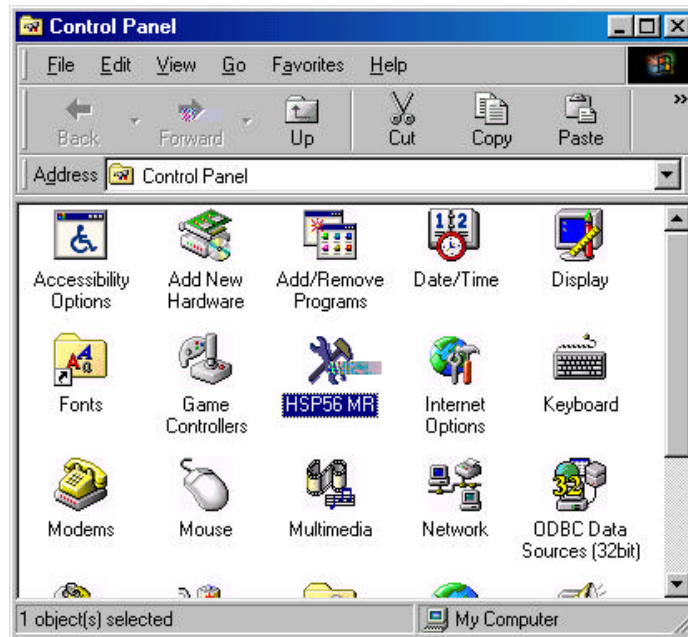 Control Panel
File Edit View Go Favorites Help
Back Forward Up Cut Copy Paste »
Address Control Panel
Accessibility Options
Add New Hardware
Add/Remove Programs
Date/Time
Display
Fonts
Game Controllers
HSP56 MR
Internet Options
Keyboard
Modems
Mouse
Multimedia
Network
ODBC Data Sources (32bit)
1 object(s) selected My Computer